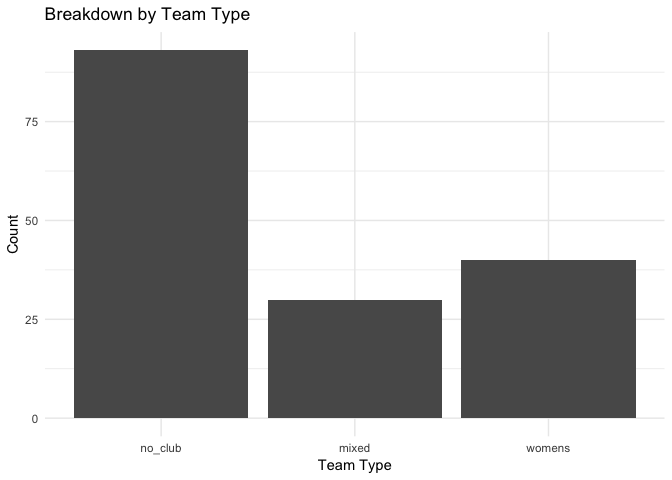 Breakdown by Team Type
Count
75
50
25
0
no_club
mixed
womens
Team Type